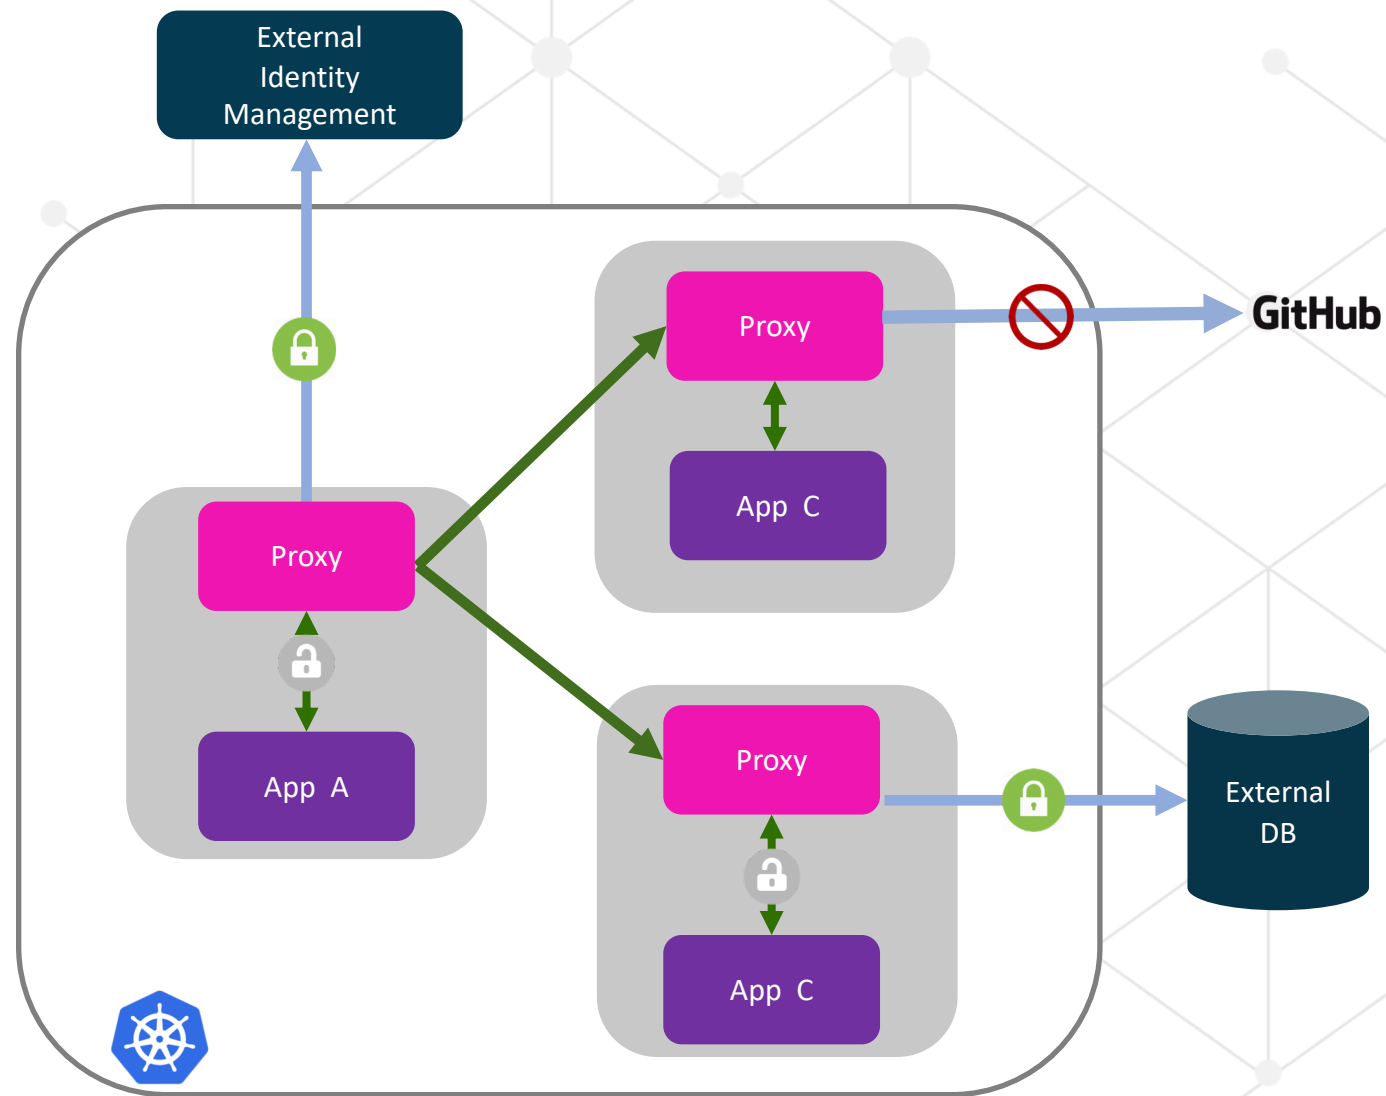 External
Identity
Management
Proxy
GitHub
App C
Proxy
App A
Proxy
External
DB
App C